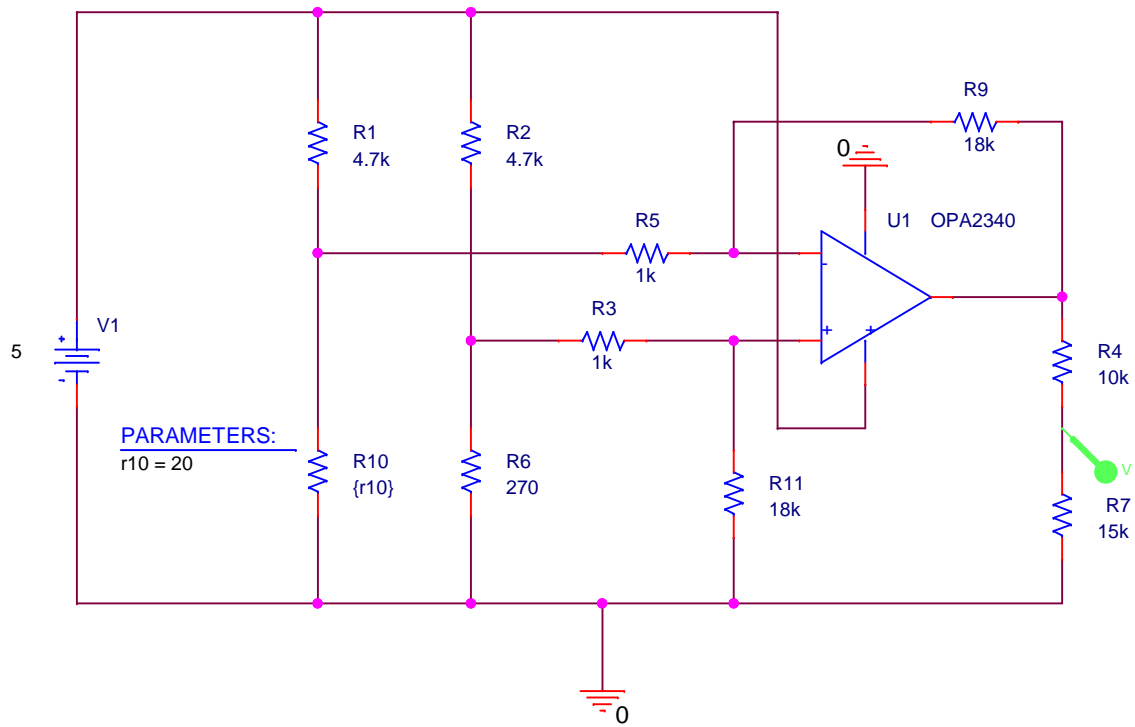 R9
18k
R1
4.7k
R2
4.7k
0
U1 OPA2340
R5
1k
-
R3
1k
+
+
V1
+
-
5
R4
10k
PARAMETERS:
r10 = 20
R10
{r10}
R6
270
R11
18k
V
R7
15k
0